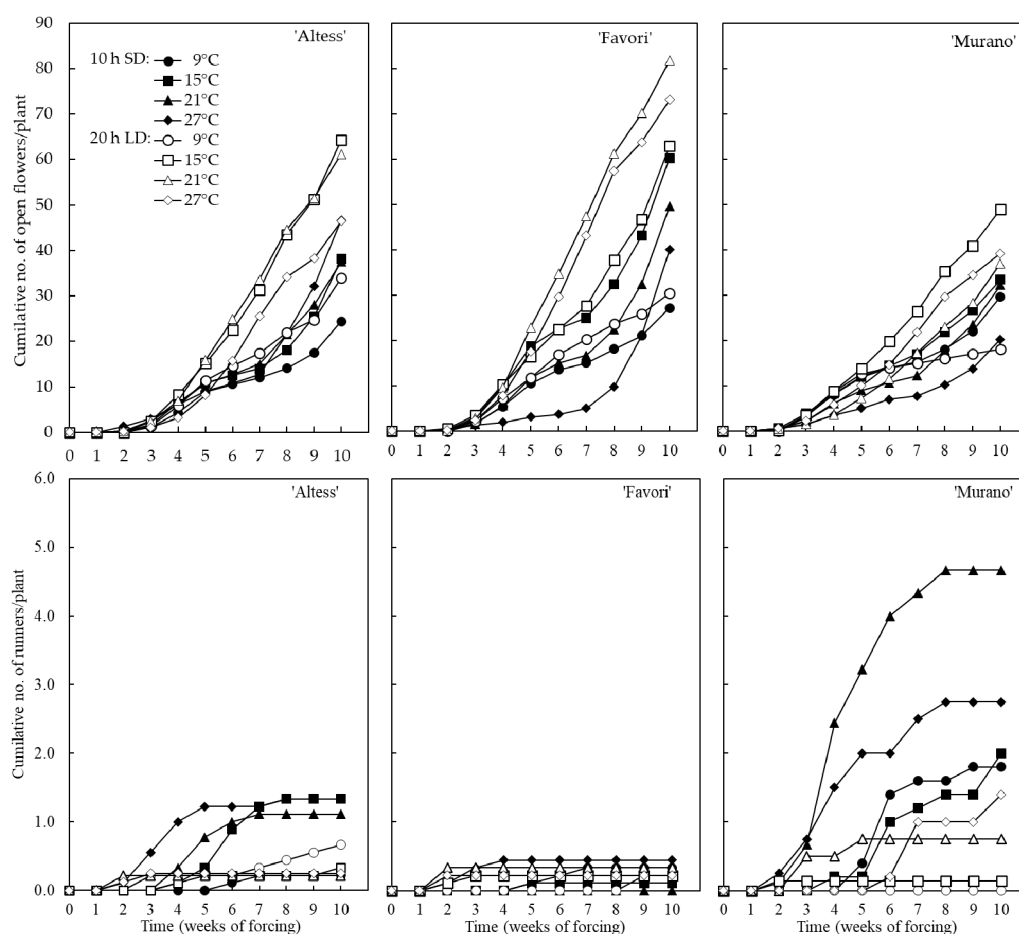 Cumilative no. of open flowers/plant
90
80
70
60
50
40
30
20
10
0
'Altess'
10 h SD: 9°C
15°C
21°C
27°C
20 h LD: 9°C
15°C
21°C
27°C
0 1 2 3 4 5 6 7 8 9 10
'Favori'
0 1 2 3 4 5 6 7 8 9 10
'Murano'
0 1 2 3 4 5 6 7 8 9 10
Cumilative no. of runners/plant
6.0
5.0
4.0
3.0
2.0
1.0
0.0
'Altess'
0 1 2 3 4 5 6 7 8 9 10
Time (weeks of forcing)
'Favori'
0 1 2 3 4 5 6 7 8 9 10
Time (weeks of forcing)
'Murano'
0 1 2 3 4 5 6 7 8 9 10
Time (weeks of forcing)